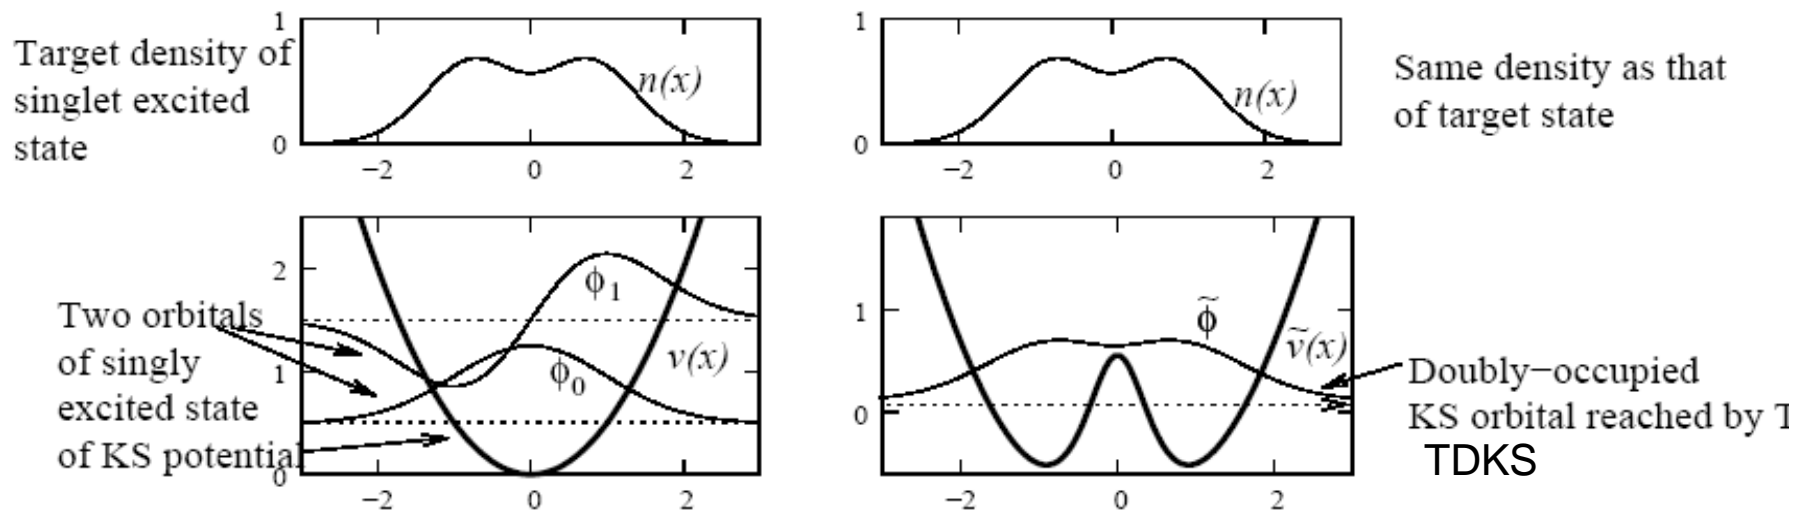 Target density of
singlet excited
state
1
0
n(x)
−2
0
2
1
0
n(x)
−2
0
2
Same density as that
of target state
Two orbitals
of singly
excited state
of KS potential
2
1
0
ϕ1
ϕ0
v(x)
−2
0
2
1
0
ϕ̃
ṽ(x)
−2
0
2
Doubly−occupied
KS orbital reached by T
TDKS